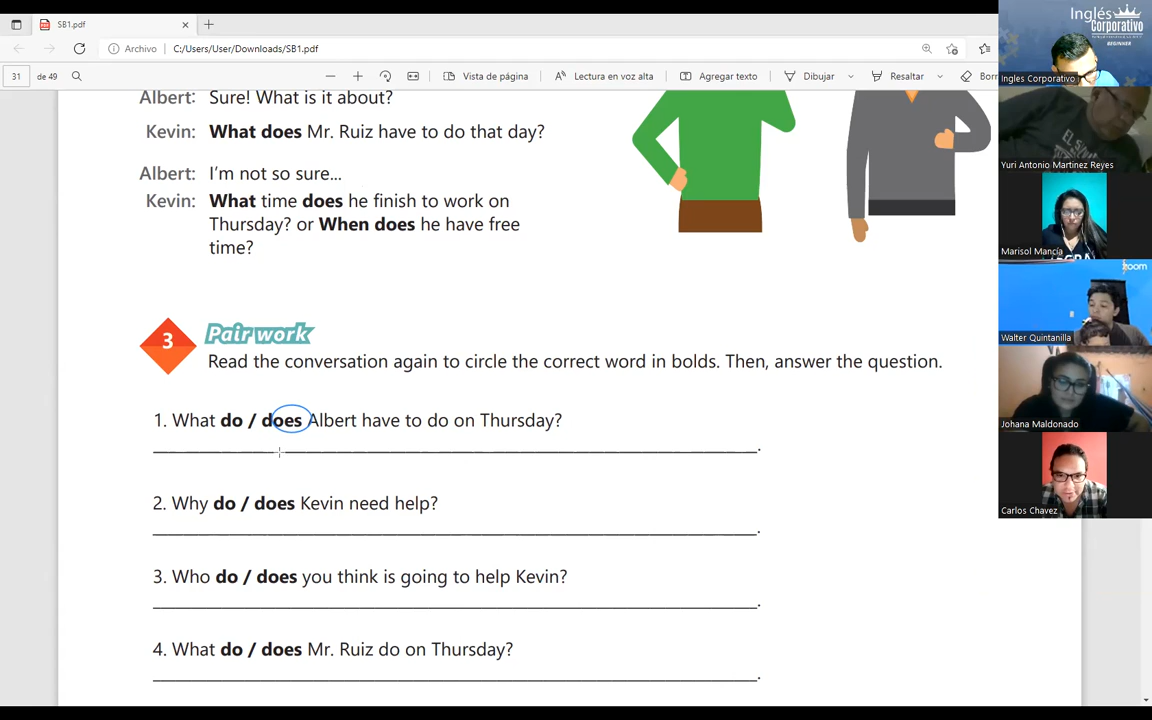 SB1.pdf
Archivo | C:/Users/User/Downloads/SB1.pdf
31 de 49 Vista de página Lectura en voz alta Agregar texto Dibujar Resaltar Borr
Albert: Sure! What is it about?
Kevin: What does Mr. Ruiz have to do that day?
Albert: I'm not so sure...
Kevin: What time does he finish to work on
Thursday? or When does he have free
time?
3 Pair work
Read the conversation again to circle the correct word in bolds. Then, answer the question.
1. What do / does Albert have to do on Thursday?
2. Why do / does Kevin need help?
3. Who do / does you think is going to help Kevin?
4. What do / does Mr. Ruiz do on Thursday?
Inglés
Corporativo
BEGINNER
Ingles Corporativo
Yuri Antonio Martinez Reyes
Marisol Mancía
zoom
Walter Quintanilla
Johana Maldonado
Carlos Chavez